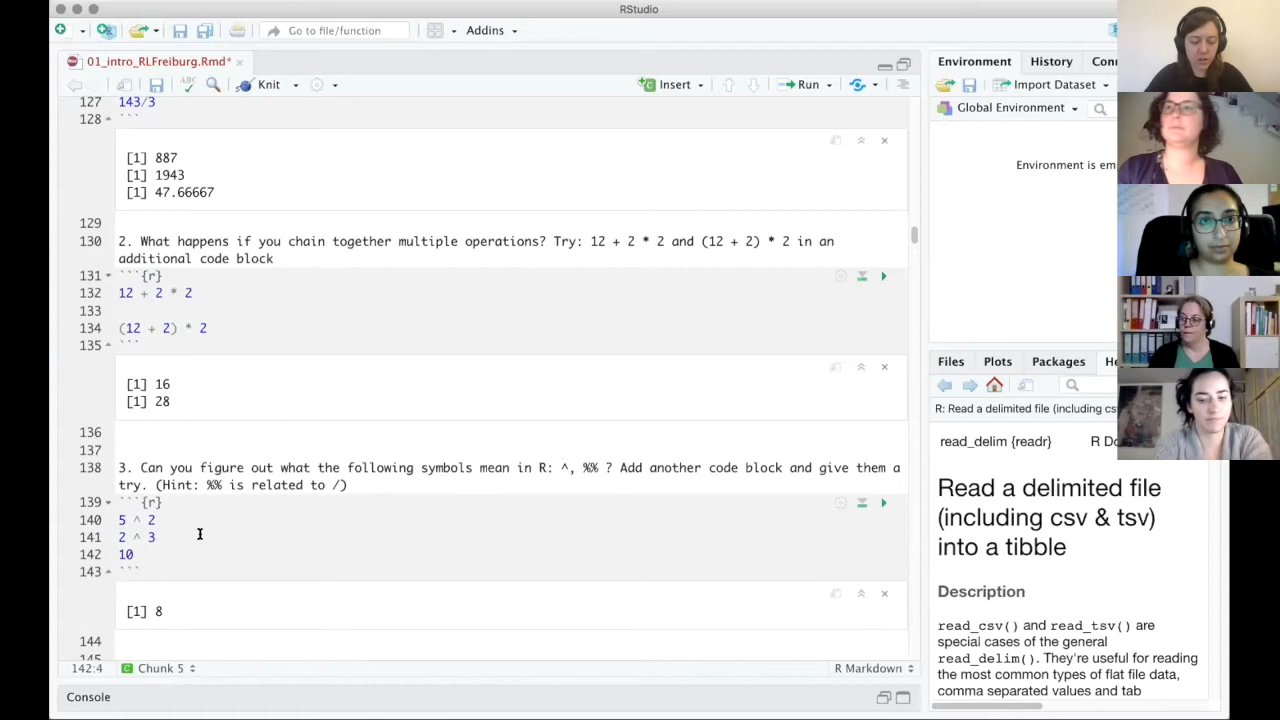 RStudio
Go to file/function
Addins
01_intro_RLFreiburg.Rmd*
ABC
Knit
Insert
Run
127 143/3
128 ```
[1] 887
[1] 1943
[1] 47.66667
129
130 2. What happens if you chain together multiple operations? Try: 12 + 2 * 2 and (12 + 2) * 2 in an
additional code block
131 ```{r}
132 12 + 2 * 2
133
134 (12 + 2) * 2
135 ```
[1] 16
[1] 28
136
137
138 3. Can you figure out what the following symbols mean in R: ^, %% ? Add another code block and give them a
try. (Hint: %% is related to /)
139 ```{r}
140 5 ^ 2
141 2 ^ 3
142 10
143 ```
[1] 8
144
145
142:4 Chunk 5 R Markdown
Console
Environment History Con
Import Dataset
Global Environment
Environment is em
Files Plots Packages He
R: Read a delimited file (including cs
read_delim {readr} R Do
Read a delimited file
(including csv & tsv)
into a tibble
Description
read_csv() and read_tsv() are
special cases of the general
read_delim(). They're useful for reading
the most common types of flat file data,
comma separated values and tab